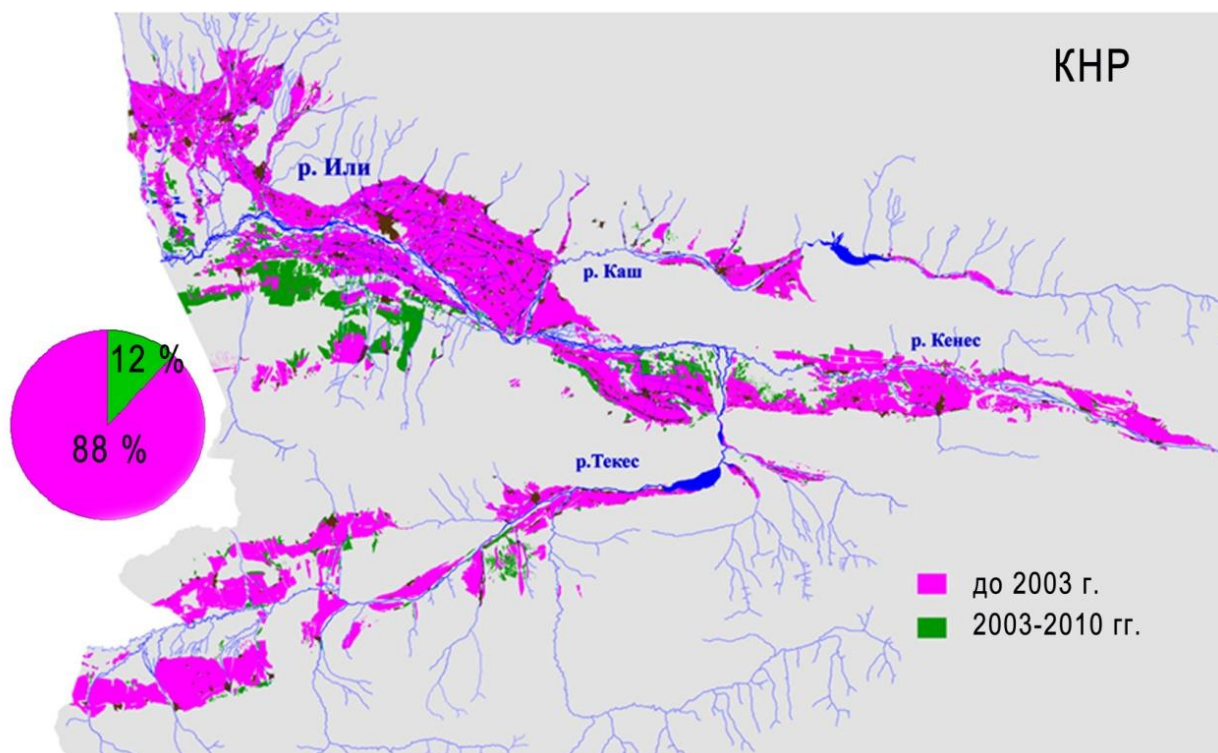 КНР
р. Или
р. Каш
р. Кенес
12 %
88 %
р.Текес
до 2003 г.
2003-2010 гг.